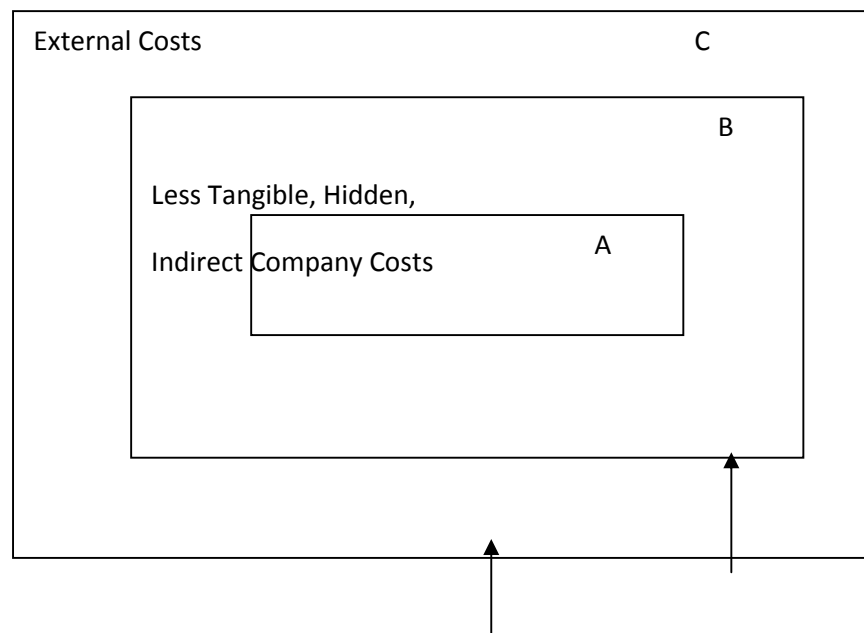 External Costs
C
B
Less Tangible, Hidden,
A
Indirect Company Costs